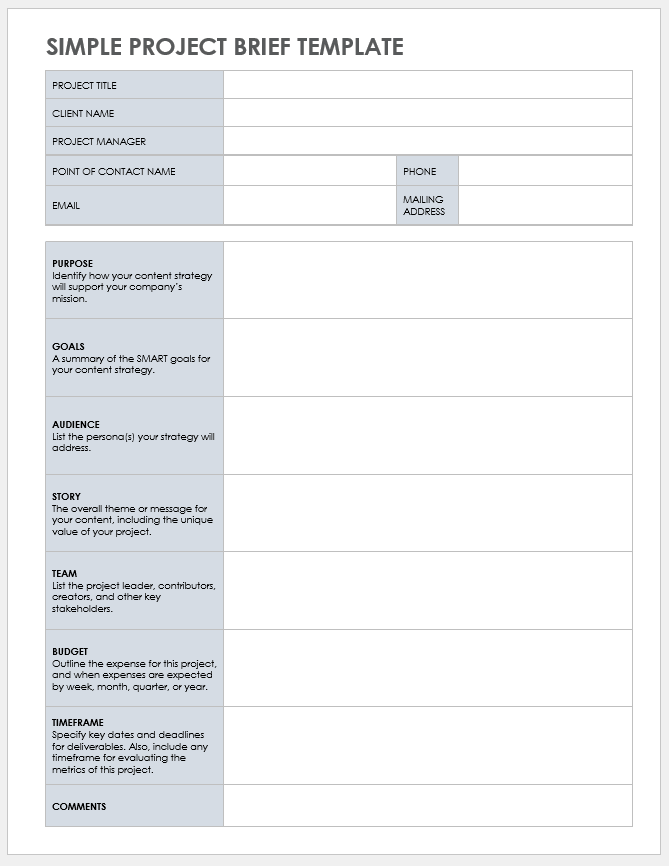 SIMPLE PROJECT BRIEF TEMPLATE
PROJECT TITLE
CLIENT NAME
PROJECT MANAGER
POINT OF CONTACT NAME
PHONE
EMAIL
MAILING
ADDRESS
PURPOSE
Identify how your content strategy
will support your company's
mission.
GOALS
A summary of the SMART goals for
your content strategy.
AUDIENCE
List the persona(s) your strategy will
address.
STORY
The overall theme or message for
your content, including the unique
value of your project.
TEAM
List the project leader, contributors,
creators, and other key
stakeholders.
BUDGET
Outline the expense for this project,
and when expenses are expected
by week, month, quarter, or year.
TIMEFRAME
Specify key dates and deadlines
for deliverables. Also, include any
timeframe for evaluating the
metrics of this project.
COMMENTS